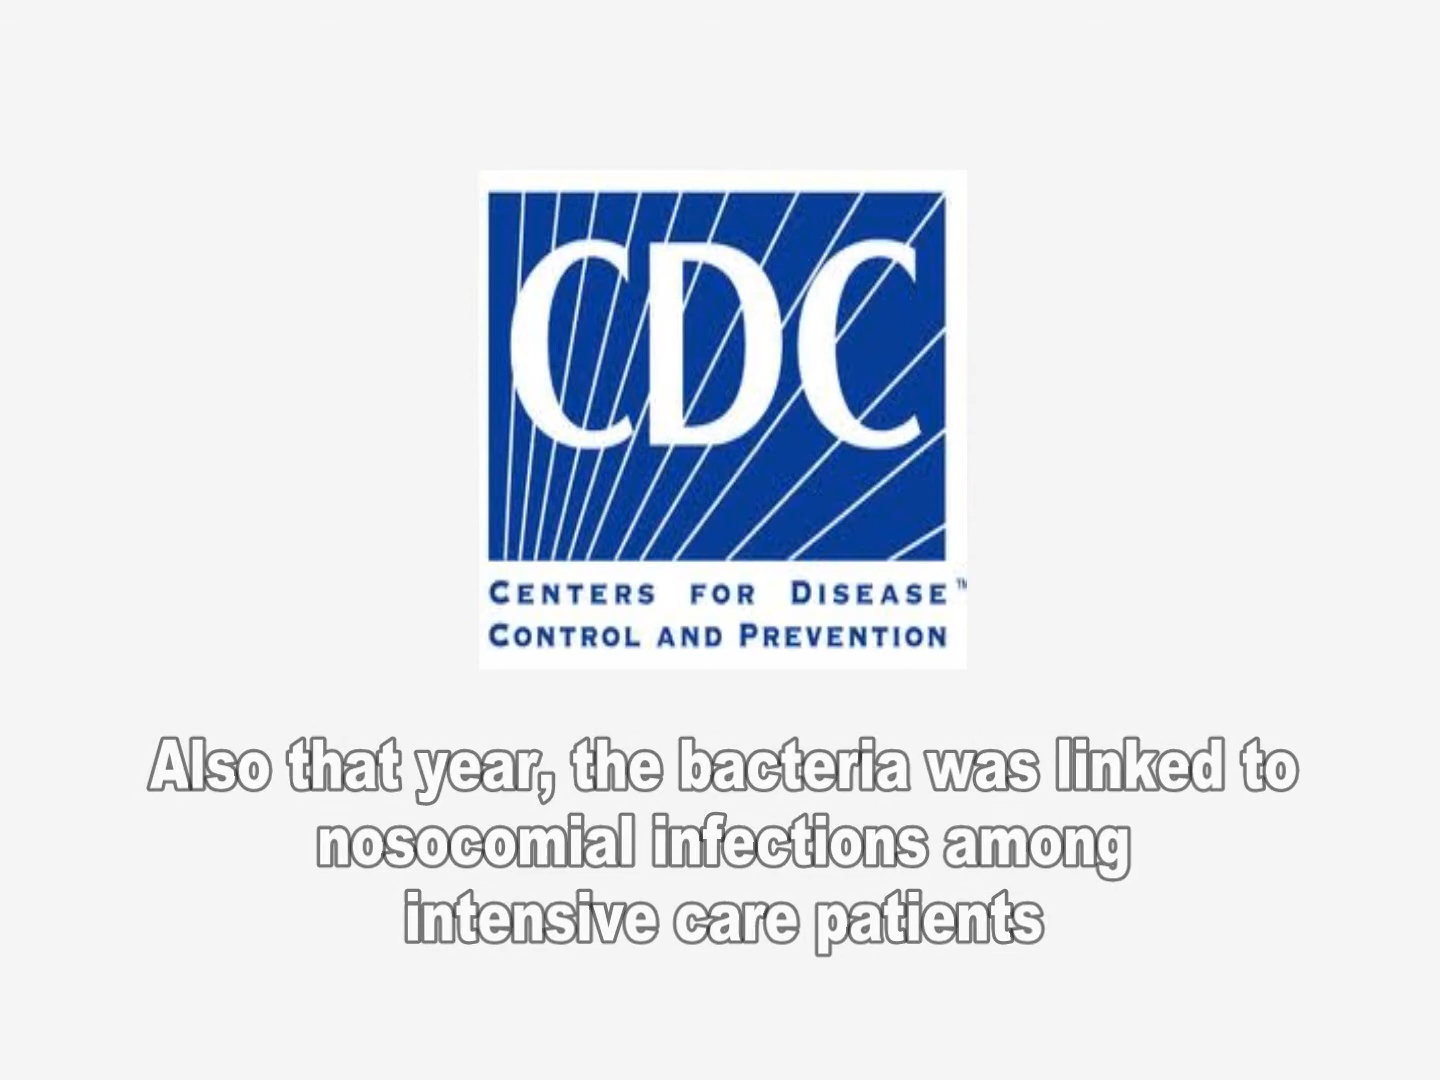 CDC
CENTERS FOR DISEASE™
CONTROL AND PREVENTION
Also that year, the bacteria was linked to
nosocomial infections among
intensive care patients